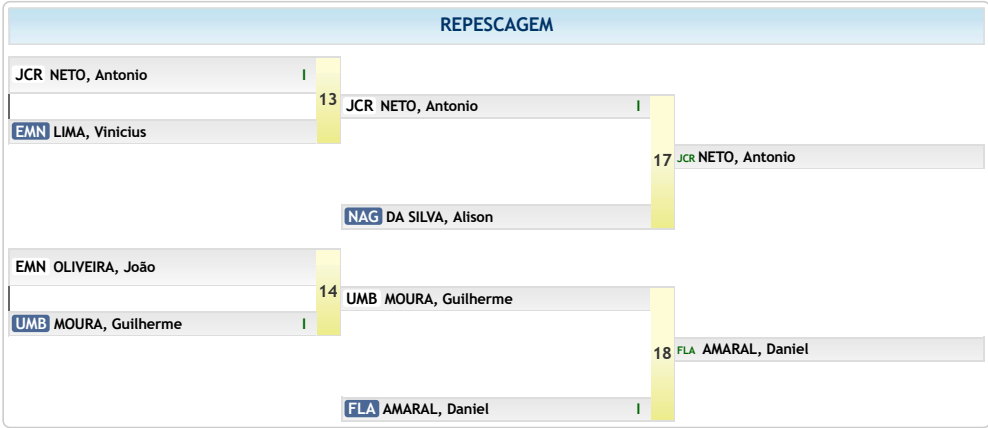 REPESCAGEM
JCR NETO, Antonio I
13
EMN LIMA, Vinicius
JCR NETO, Antonio I
17
NAG DA SILVA, Alison
JCR NETO, Antonio
EMN OLIVEIRA, João
14
UMB MOURA, Guilherme I
UMB MOURA, Guilherme
18
FLA AMARAL, Daniel I
FLA AMARAL, Daniel